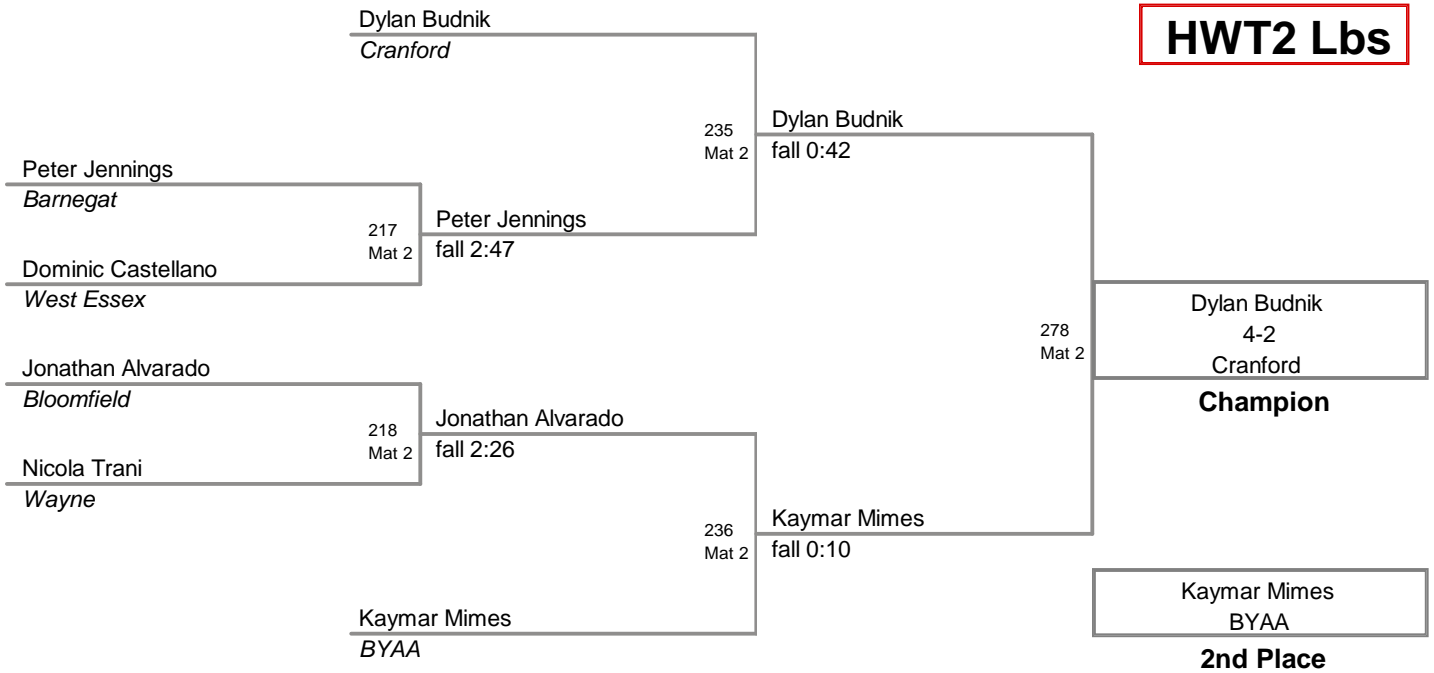 HWT2 Lbs
Dylan Budnik
Cranford
235
Mat 2
Dylan Budnik
fall 0:42
Peter Jennings
Barnegat
217
Mat 2
Peter Jennings
fall 2:47
Dominic Castellano
West Essex
278
Mat 2
Dylan Budnik
4-2
Cranford
Champion
Jonathan Alvarado
Bloomfield
218
Mat 2
Jonathan Alvarado
fall 2:26
Nicola Trani
Wayne
236
Mat 2
Kaymar Mimes
fall 0:10
Kaymar Mimes
BYAA
Kaymar Mimes
BYAA
2nd Place